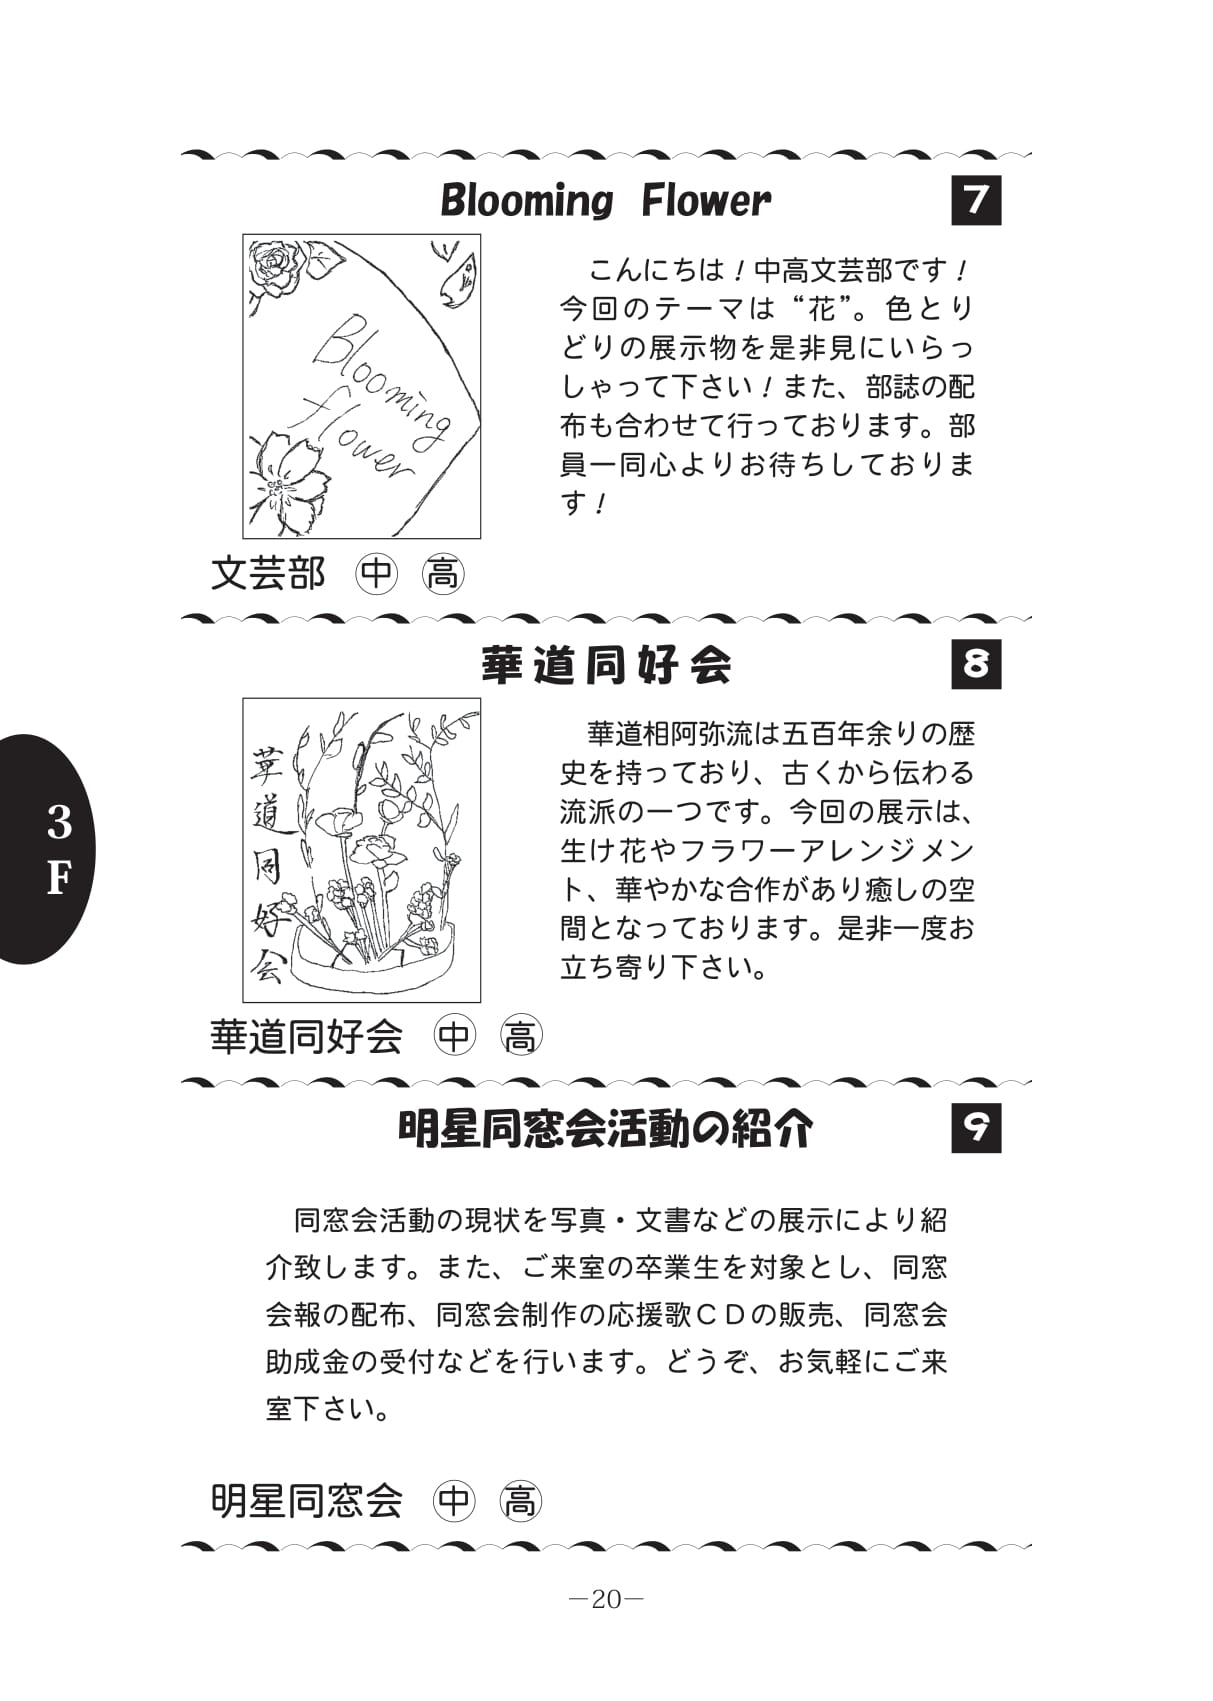 Blooming Flower
7
Blooming
flower
こんにちは！中高文芸部です！
今回のテーマは“花”。色とり
どりの展示物を是非見にいらっ
しゃって下さい！また、部誌の配
布も合わせて行っております。部
員一同心よりお待ちしておりま
す！
文芸部 ㊥ ㊤高
華道同好会
8
華道同好会
華道相阿弥流は五百年余りの歴
史を持っており、古くから伝わる
流派の一つです。今回の展示は、
生け花やフラワーアレンジメン
ト、華やかな合作があり癒しの空
間となっております。是非一度お
立ち寄り下さい。
華道同好会 中 高
3
F
明星同窓会活動の紹介
9
同窓会活動の現状を写真・文書などの展示により紹
介致します。また、ご来室の卒業生を対象とし、同窓
会報の配布、同窓会制作の応援歌ＣＤの販売、同窓会
助成金の受付などを行います。どうぞ、お気軽にご来
室下さい。
明星同窓会 中 高
―20―